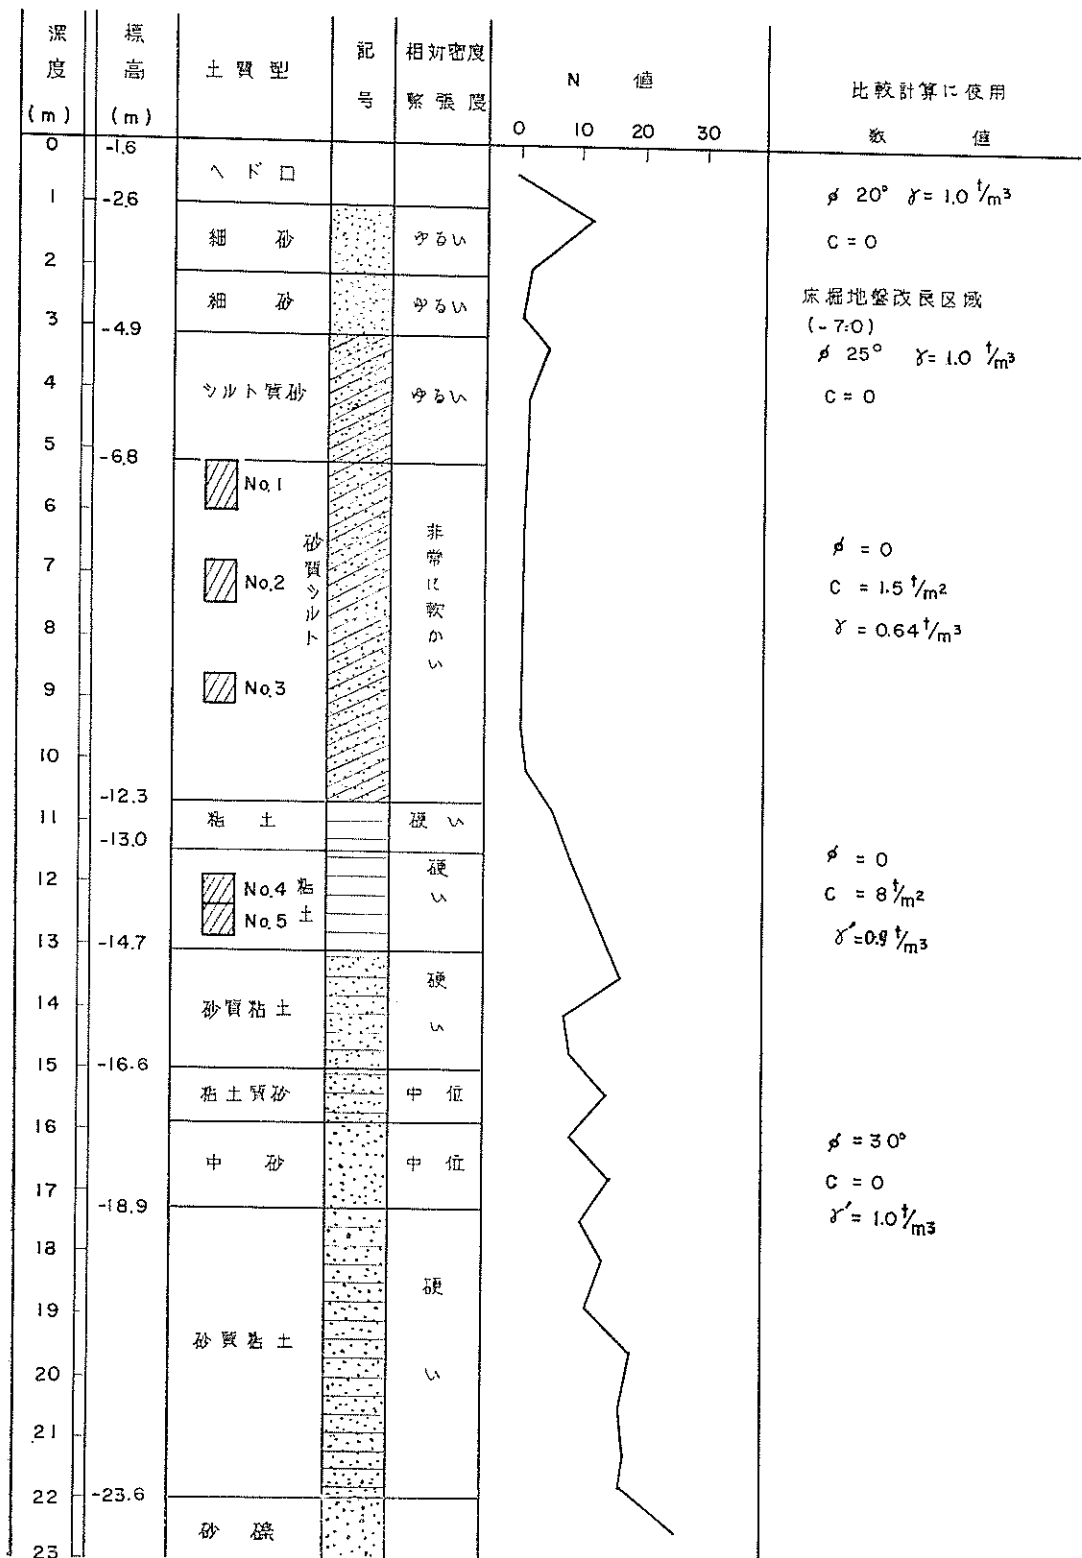 深度(m)
標高(m)
土質型
記号
相対密度
緊張度
N 値
0 10 20 30
比較計算に使用
数 値
0 -1.6
ヘドロ
1 -2.6
φ 20° γ= 1.0 t/m³
C = 0
細 砂 ゆるい
2
細 砂 ゆるい
床掘地盤改良区域
(-7.0)
3 -4.9
φ 25° γ= 1.0 t/m³
C = 0
シルト質砂 ゆるい
4
5 -6.8
No.1
6
砂質シルト
非常に軟かい
7
No.2
φ = 0
C = 1.5 t/m²
γ = 0.64 t/m³
8
No.3
9
10
-12.3
11
粘 土 硬 い
-13.0
12
No.4
No.5
粘土
硬い
φ = 0
C = 8 t/m²
γ'=0.9 t/m³
13 -14.7
14
砂質粘土 硬い
15 -16.6
粘土質砂 中 位
16
中 砂 中 位
φ = 30°
C = 0
γ' = 1.0 t/m³
17 -18.9
18
19
砂質粘土 硬い
20
21
22 -23.6
砂 礫
23